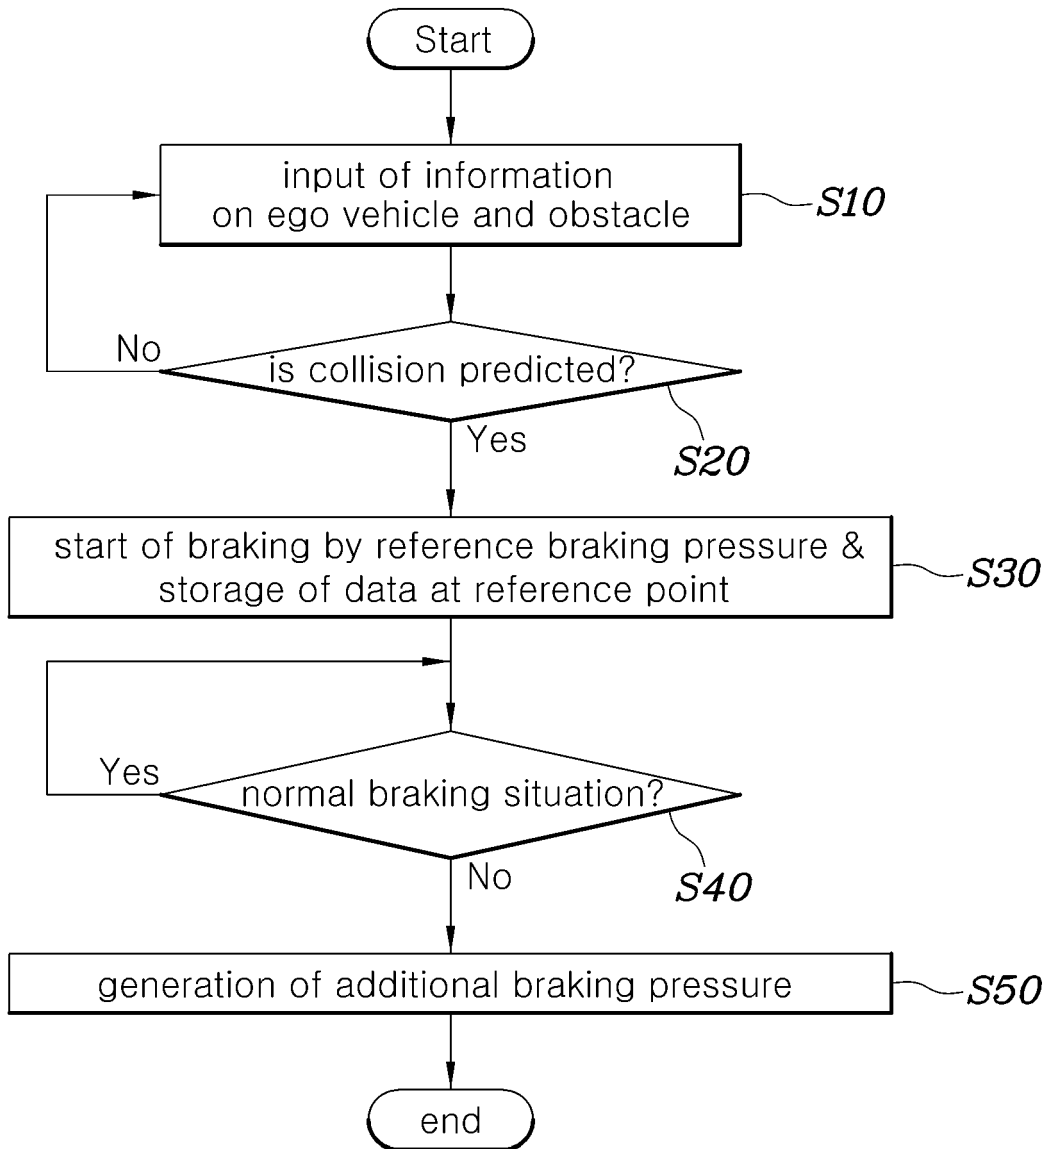 Start
input of information
on ego vehicle and obstacle
S10
No
is collision predicted?
Yes
S20
start of braking by reference braking pressure &
storage of data at reference point
S30
Yes
normal braking situation?
No
S40
generation of additional braking pressure
S50
end